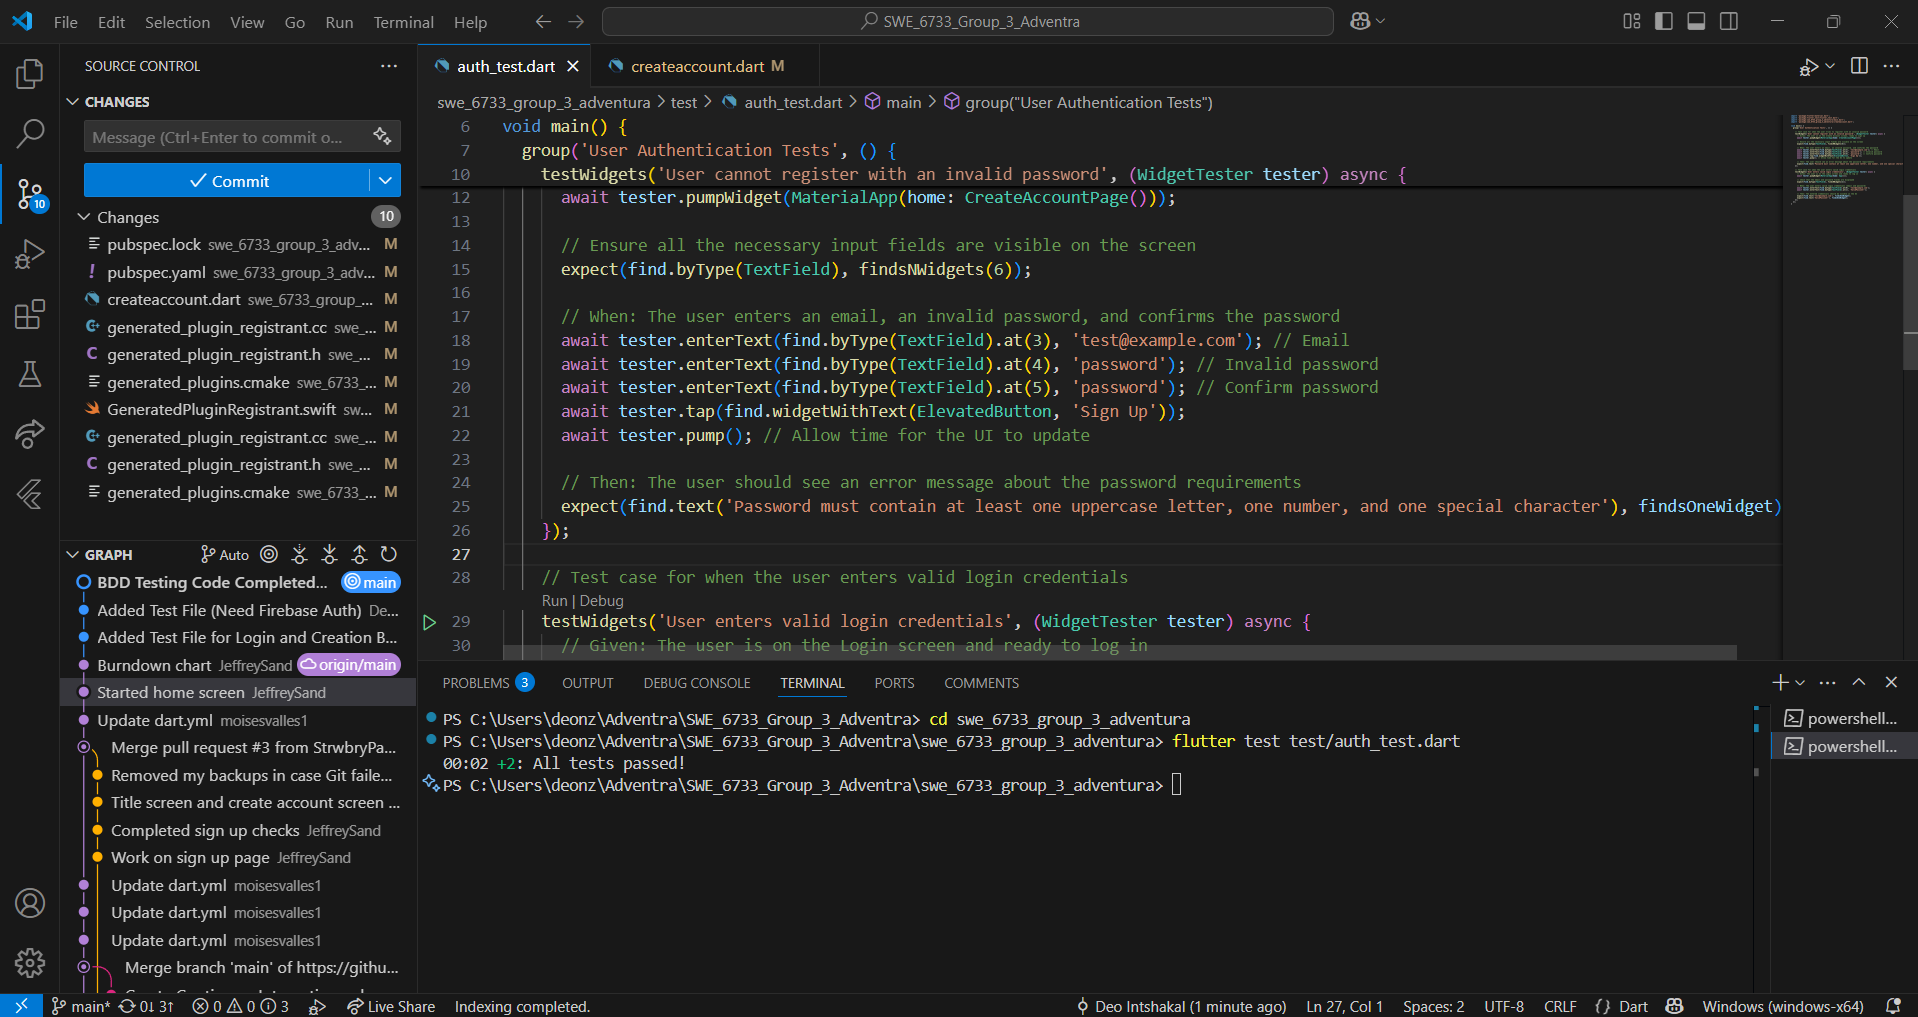 File Edit Selection View Go Run Terminal Help
SWE_6733_Group_3_Adventra
SOURCE CONTROL
CHANGES
Message (Ctrl+Enter to commit o...
Commit
Changes 10
pubspec.lock swe_6733_group_3_adv... M
pubspec.yaml swe_6733_group_3_adv... M
createaccount.dart swe_6733_group_... M
generated_plugin_registrant.cc swe_... M
generated_plugin_registrant.h swe_... M
generated_plugins.cmake swe_6733_... M
GeneratedPluginRegistrant.swift sw... M
generated_plugin_registrant.cc swe_... M
generated_plugin_registrant.h swe_... M
generated_plugins.cmake swe_6733_... M
10
GRAPH Auto
BDD Testing Code Completed... main
Added Test File (Need Firebase Auth) De...
Added Test File for Login and Creation B...
Burndown chart JeffreySand origin/main
Started home screen JeffreySand
Update dart.yml moisesvalles1
Merge pull request #3 from StrwbryPa...
Removed my backups in case Git faile...
Title screen and create account screen ...
Completed sign up checks JeffreySand
Work on sign up page JeffreySand
Update dart.yml moisesvalles1
Update dart.yml moisesvalles1
Update dart.yml moisesvalles1
Merge branch 'main' of https://githu...
auth_test.dart createaccount.dart M
swe_6733_group_3_adventura > test > auth_test.dart > main > group("User Authentication Tests")
6 void main() {
7 group('User Authentication Tests', () {
10 testWidgets('User cannot register with an invalid password', (WidgetTester tester) async {
12 await tester.pumpWidget(MaterialApp(home: CreateAccountPage()));
13
14 // Ensure all the necessary input fields are visible on the screen
15 expect(find.byType(TextField), findsNWidgets(6));
16
17 // When: The user enters an email, an invalid password, and confirms the password
18 await tester.enterText(find.byType(TextField).at(3), 'test@example.com'); // Email
19 await tester.enterText(find.byType(TextField).at(4), 'password'); // Invalid password
20 await tester.enterText(find.byType(TextField).at(5), 'password'); // Confirm password
21 await tester.tap(find.widgetWithText(ElevatedButton, 'Sign Up'));
22 await tester.pump(); // Allow time for the UI to update
23
24 // Then: The user should see an error message about the password requirements
25 expect(find.text('Password must contain at least one uppercase letter, one number, and one special character'), findsOneWidget)
26 });
27
28 // Test case for when the user enters valid login credentials
Run | Debug
29 testWidgets('User enters valid login credentials', (WidgetTester tester) async {
30 // Given: The user is on the Login screen and ready to log in
PROBLEMS 3 OUTPUT DEBUG CONSOLE TERMINAL PORTS COMMENTS
PS C:\Users\deonz\Adventra\SWE_6733_Group_3_Adventra> cd swe_6733_group_3_adventura
PS C:\Users\deonz\Adventra\SWE_6733_Group_3_Adventra\swe_6733_group_3_adventura> flutter test test/auth_test.dart
00:02 +2: All tests passed!
PS C:\Users\deonz\Adventra\SWE_6733_Group_3_Adventra\swe_6733_group_3_adventura>
powershell...
powershell...
main* 0↓ 3↑ 0 0 3 Live Share Indexing completed. Deo Intshakal (1 minute ago) Ln 27, Col 1 Spaces: 2 UTF-8 CRLF {} Dart Windows (windows-x64)